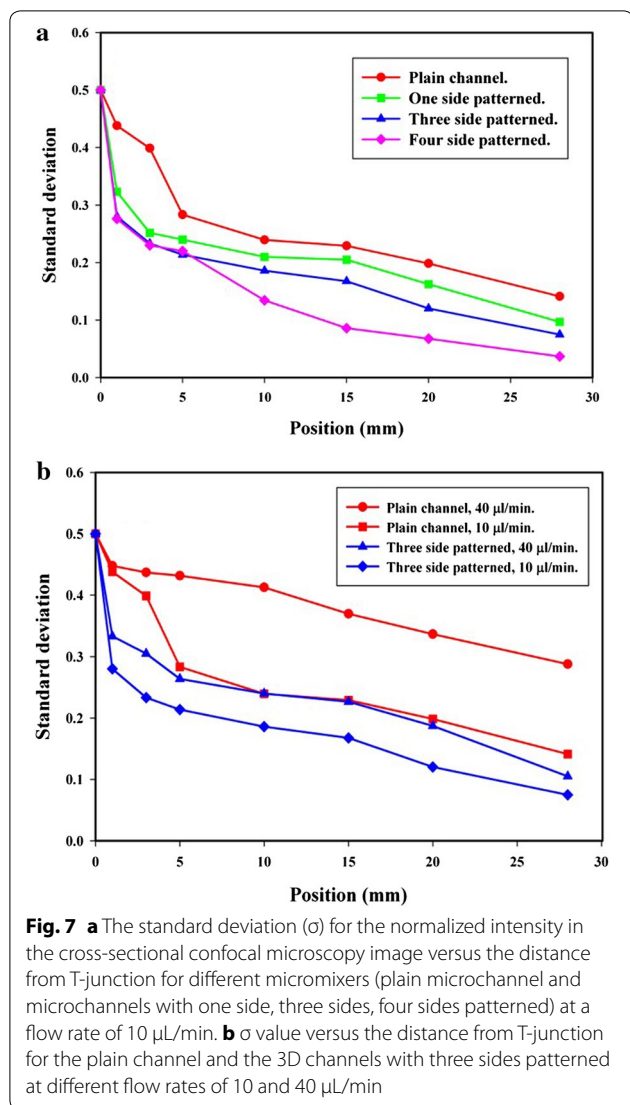 a
0.6
0.5
0.4
0.3
0.2
0.1
0.0
Standard deviation
Plain channel.
One side patterned.
Three side patterned.
Four side patterned.
0 5 10 15 20 25 30
Position (mm)
b
0.6
0.5
0.4
0.3
0.2
0.1
0.0
Standard deviation
Plain channel, 40 µl/min.
Plain channel, 10 µl/min.
Three side patterned, 40 µl/min.
Three side patterned, 10 µl/min.
0 5 10 15 20 25 30
Position (mm)
Fig. 7 a The standard deviation (σ) for the normalized intensity in
the cross-sectional confocal microscopy image versus the distance
from T-junction for different micromixers (plain microchannel and
microchannels with one side, three sides, four sides patterned) at a
flow rate of 10 µL/min. b σ value versus the distance from T-junction
for the plain channel and the 3D channels with three sides patterned
at different flow rates of 10 and 40 µL/min